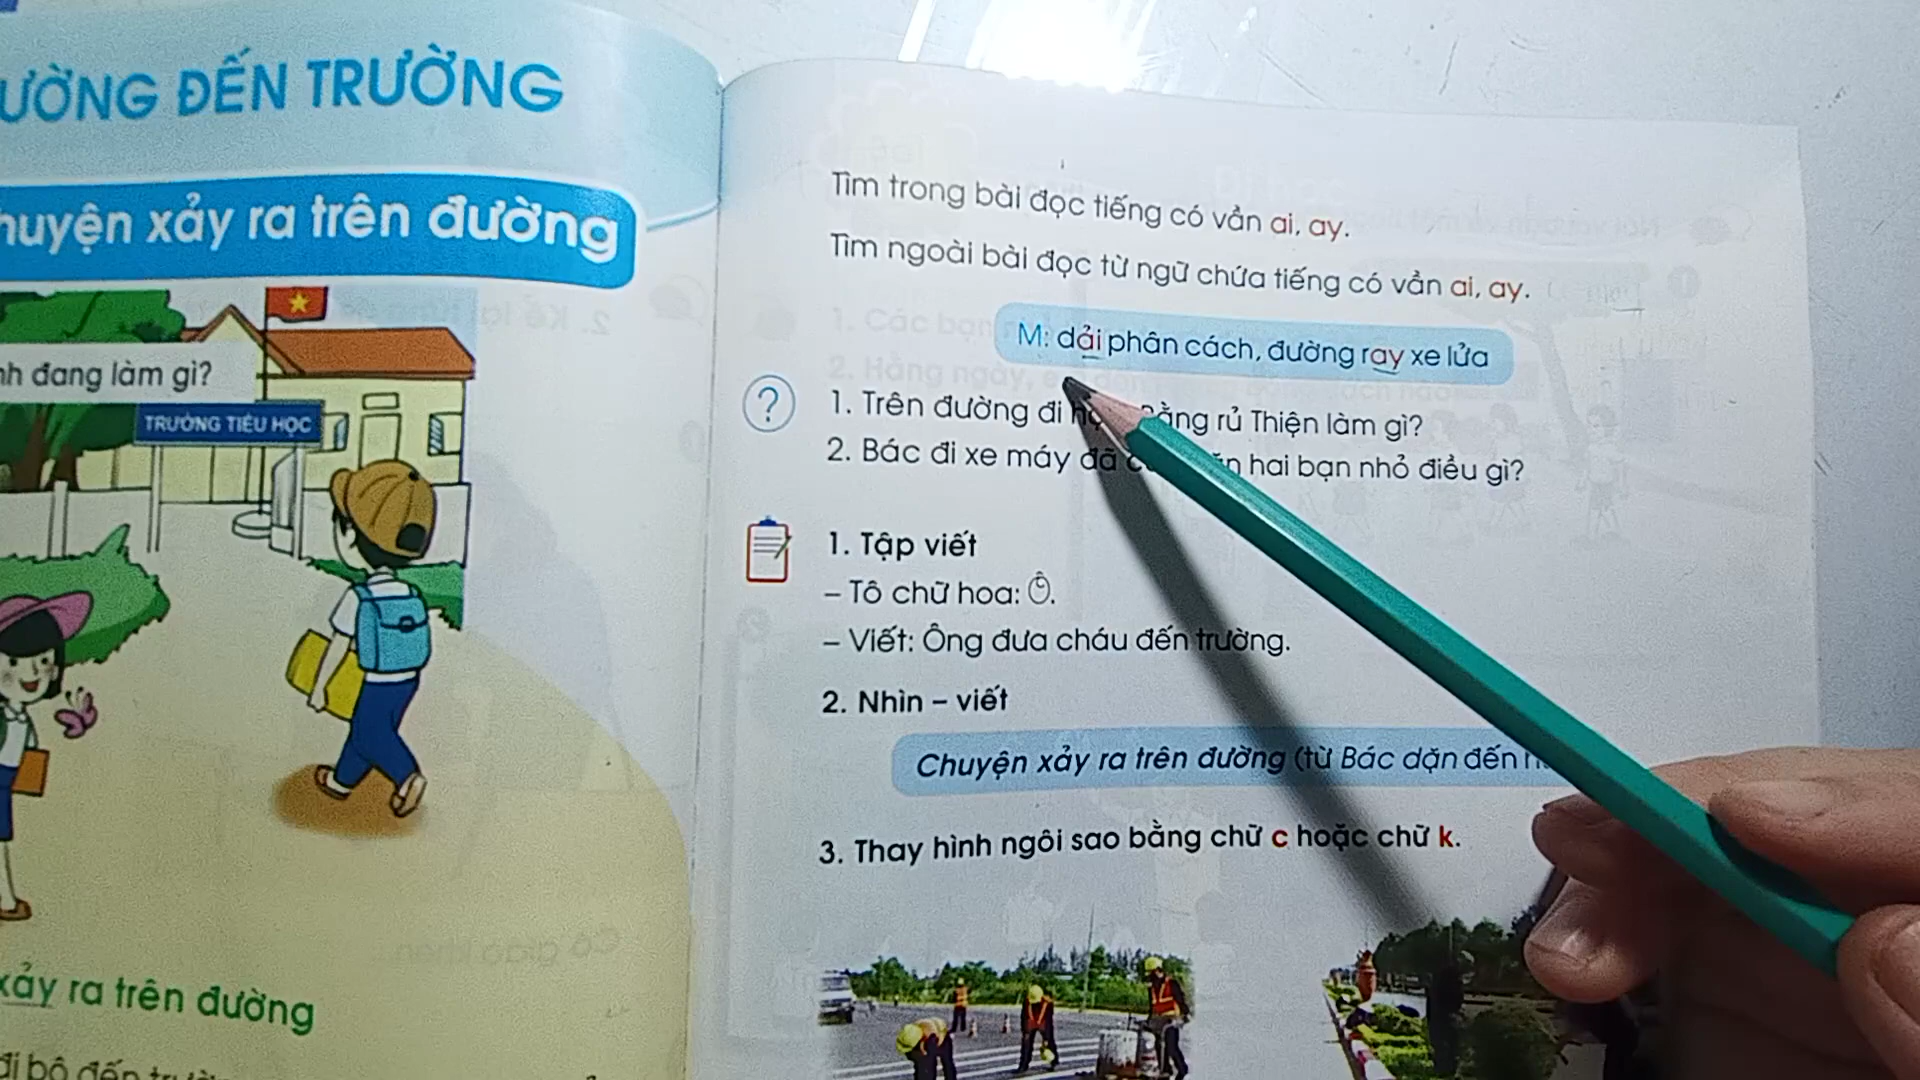 ƯỜNG ĐẾN TRƯỜNG
huyện xảy ra trên đường
nh đang làm gì?
TRƯỜNG TIỂU HỌC
xảy ra trên đường
đi bộ đến
Tìm trong bài đọc tiếng có vần ai, ay.
Tìm ngoài bài đọc từ ngữ chứa tiếng có vần ai, ay.
M: dải phân cách, đường ray xe lửa
?
1. Trên đường đi rủ Thiện làm gì?
2. Bác đi xe máy đã hai bạn nhỏ điều gì?
1. Tập viết
– Tô chữ hoa: Ô.
– Viết: Ông đưa cháu đến trường.
2. Nhìn – viết
Chuyện xảy ra trên đường (từ Bác dặn đến
3. Thay hình ngôi sao bằng chữ c hoặc chữ k.